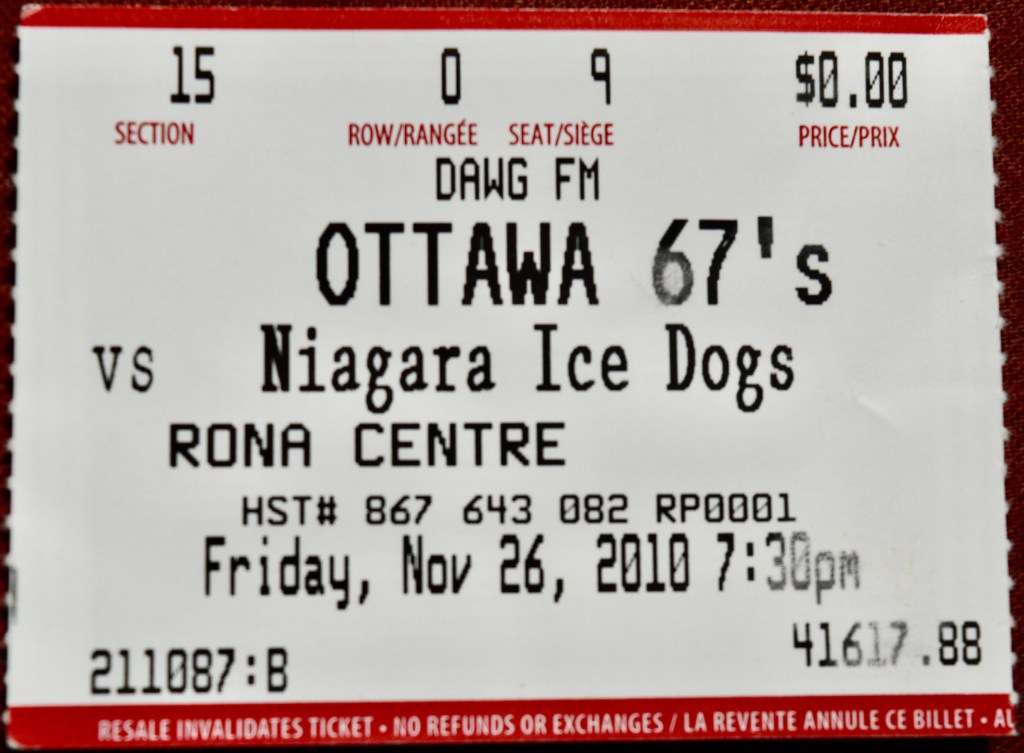 15 0 9 $0.00
SECTION ROW/RANGÉE SEAT/SIÈGE PRICE/PRIX
DAWG FM
OTTAWA 67's
vs Niagara Ice Dogs
RONA CENTRE
HST# 867 643 082 RP0001
Friday, Nov 26, 2010 7:30pm
211087:B 41617.88
RESALE INVALIDATES TICKET • NO REFUNDS OR EXCHANGES / LA REVENTE ANNULE CE BILLET •